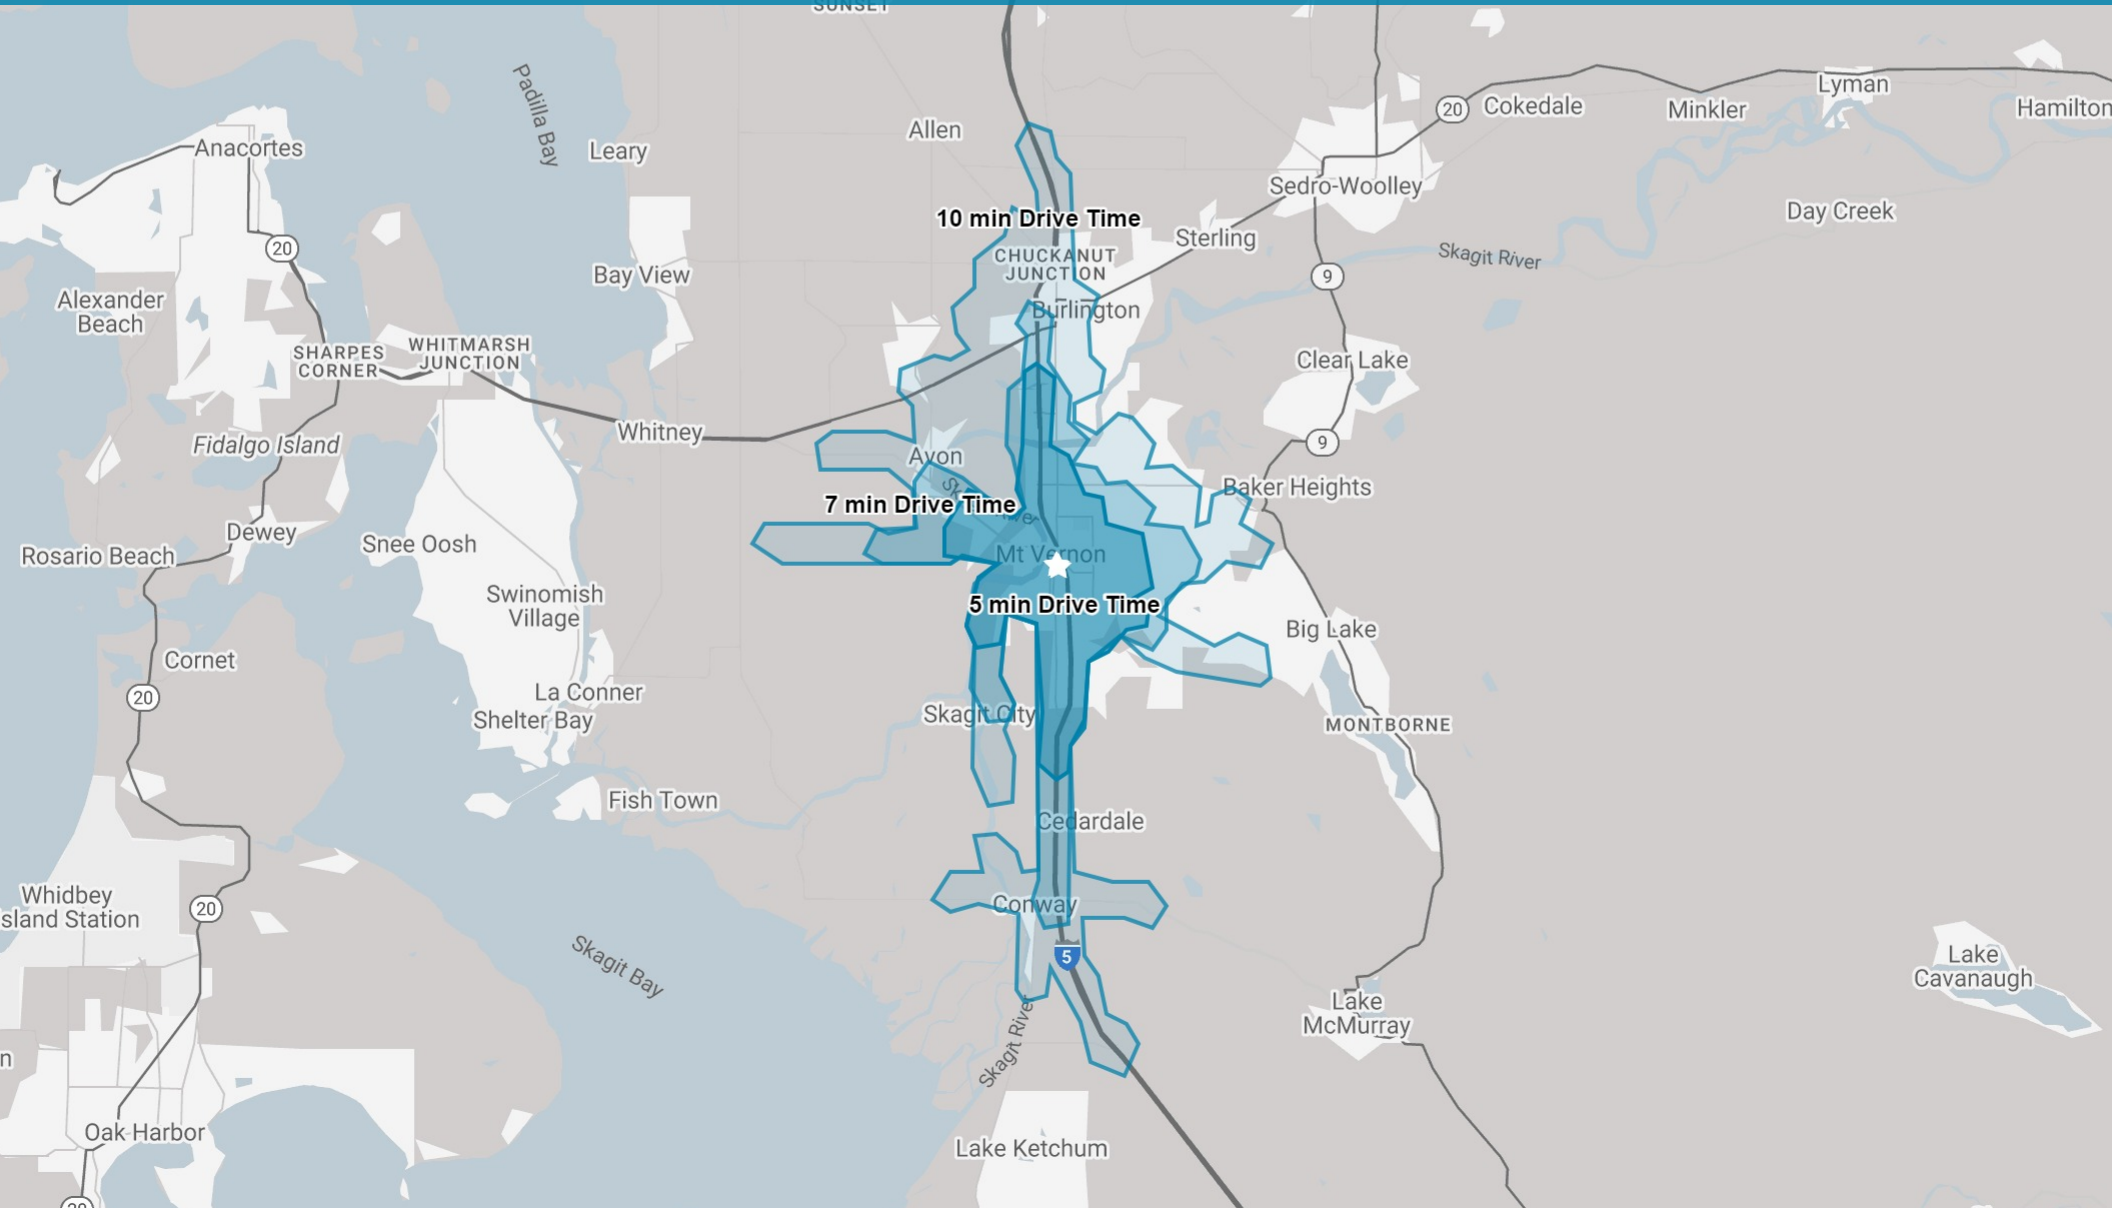 SUNSET
Padilla Bay
Allen
Leary
Anacortes
20
Cokedale
Minkler
Lyman
Hamilton
Sedro-Woolley
Day Creek
10 min Drive Time
Sterling
Skagit River
20
Bay View
CHUCKANUT
JUNCTION
9
Alexander
Beach
Burlington
SHARPES
CORNER
WHITMARSH
JUNCTION
Clear Lake
Whitney
Fidalgo Island
Avon
9
Baker Heights
7 min Drive Time
Dewey
Snee Oosh
Rosario Beach
Mt Vernon
Swinomish
Village
5 min Drive Time
Big Lake
Cornet
20
La Conner
Shelter Bay
Skagit City
MONTBORNE
Fish Town
Cedardale
Whidbey
sland Station
20
Conway
5
Skagit Bay
Lake
Cavanaugh
Lake
McMurray
Skagit River
n
Oak Harbor
Lake Ketchum